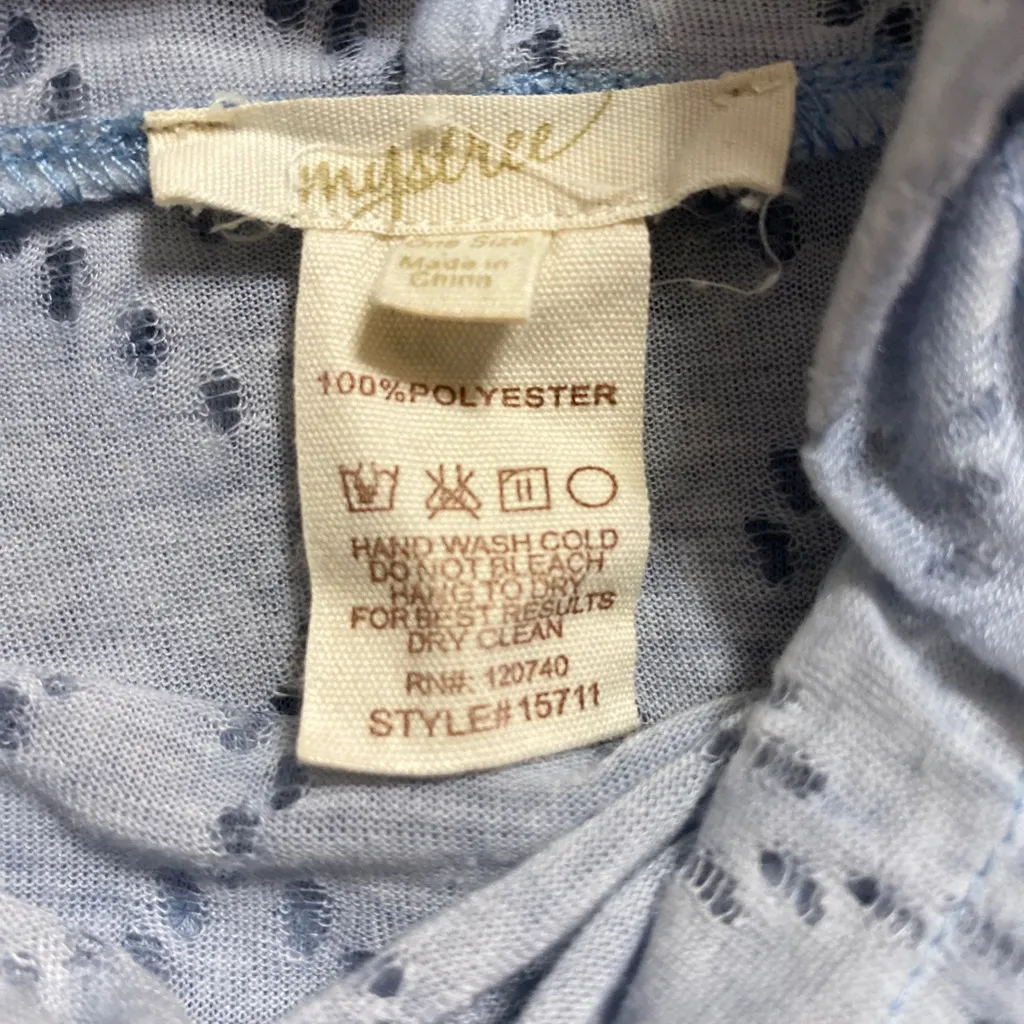 mystree
One Size
Made in
China
100%POLYESTER
HAND WASH COLD
DO NOT BLEACH
HANG TO DRY
FOR BEST RESULTS
DRY CLEAN
RN#: 120740
STYLE#15711